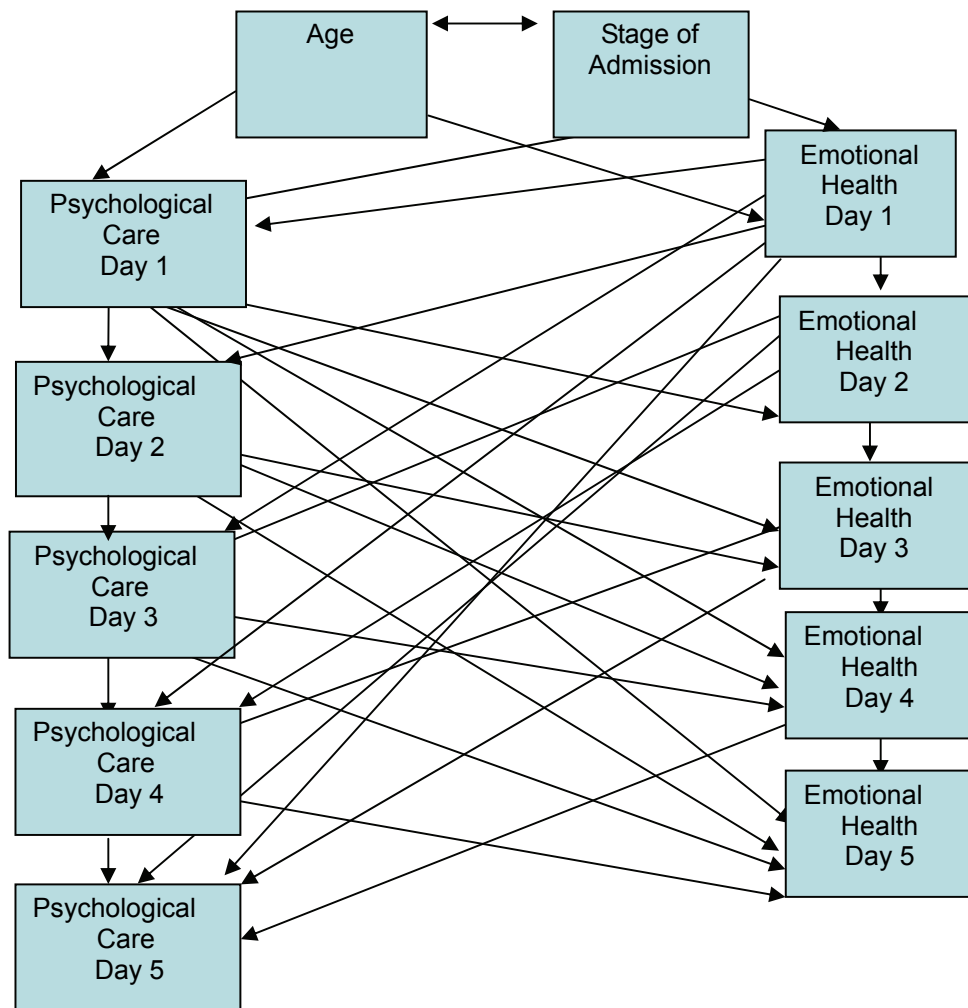 Age
Stage of
Admission
Emotional
Health
Day 1
Psychological
Care
Day 1
Emotional
Health
Day 2
Psychological
Care
Day 2
Emotional
Health
Day 3
Psychological
Care
Day 3
Emotional
Health
Day 4
Psychological
Care
Day 4
Emotional
Health
Day 5
Psychological
Care
Day 5